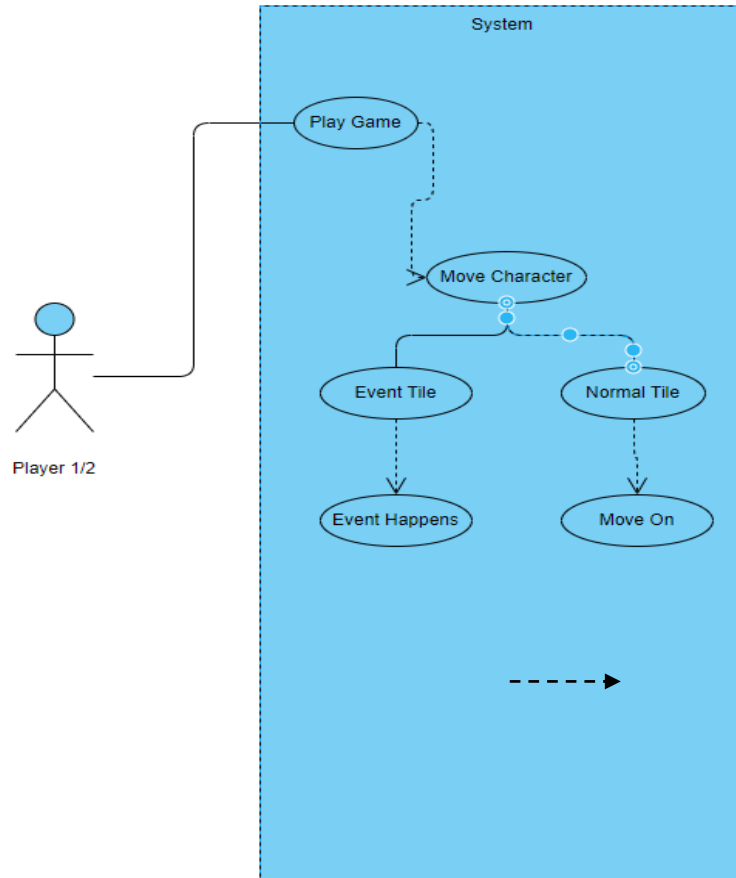 System
Play Game
Move Character
Event Tile
Normal Tile
Player 1/2
Event Happens
Move On